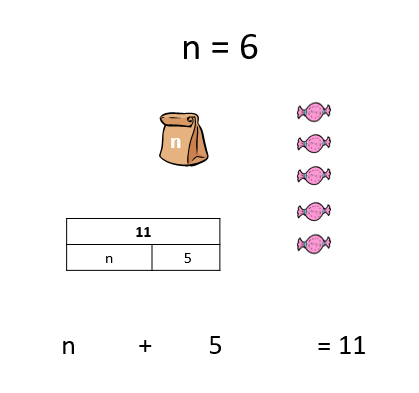 n = 6
n
11
n 5
n + 5 = 11